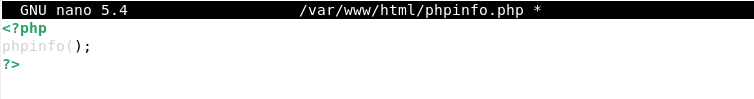 GNU nano 5.4 /var/www/html/phpinfo.php *
<?php
phpinfo();
?>